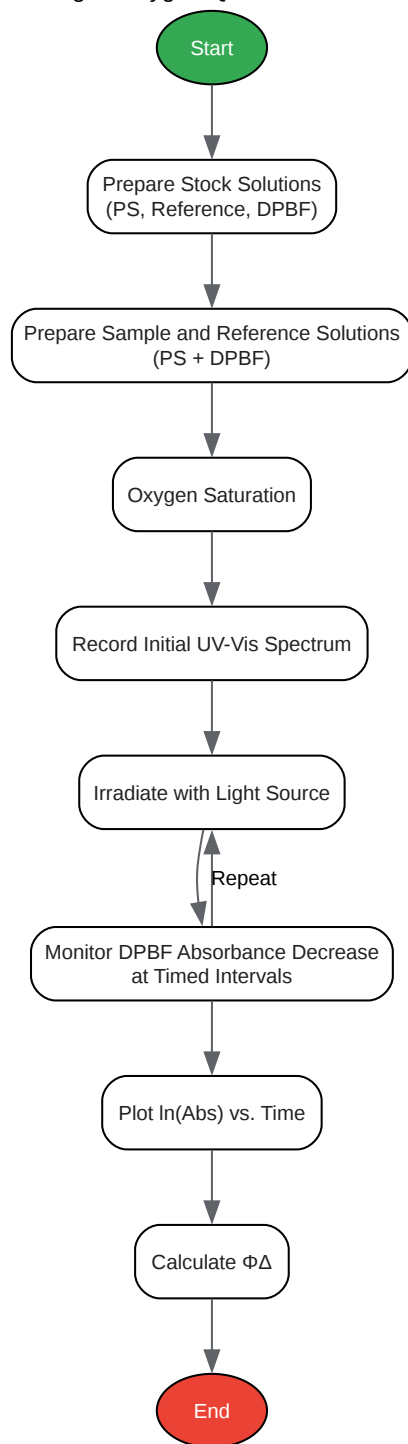 Start
Prepare Stock Solutions
(PS, Reference, DPBF)
Prepare Sample and Reference Solutions
(PS + DPBF)
Oxygen Saturation
Record Initial UV-Vis Spectrum
Irradiate with Light Source
Repeat
Monitor DPBF Absorbance Decrease
at Timed Intervals
Plot ln(Abs) vs. Time
Calculate ΦΔ
End